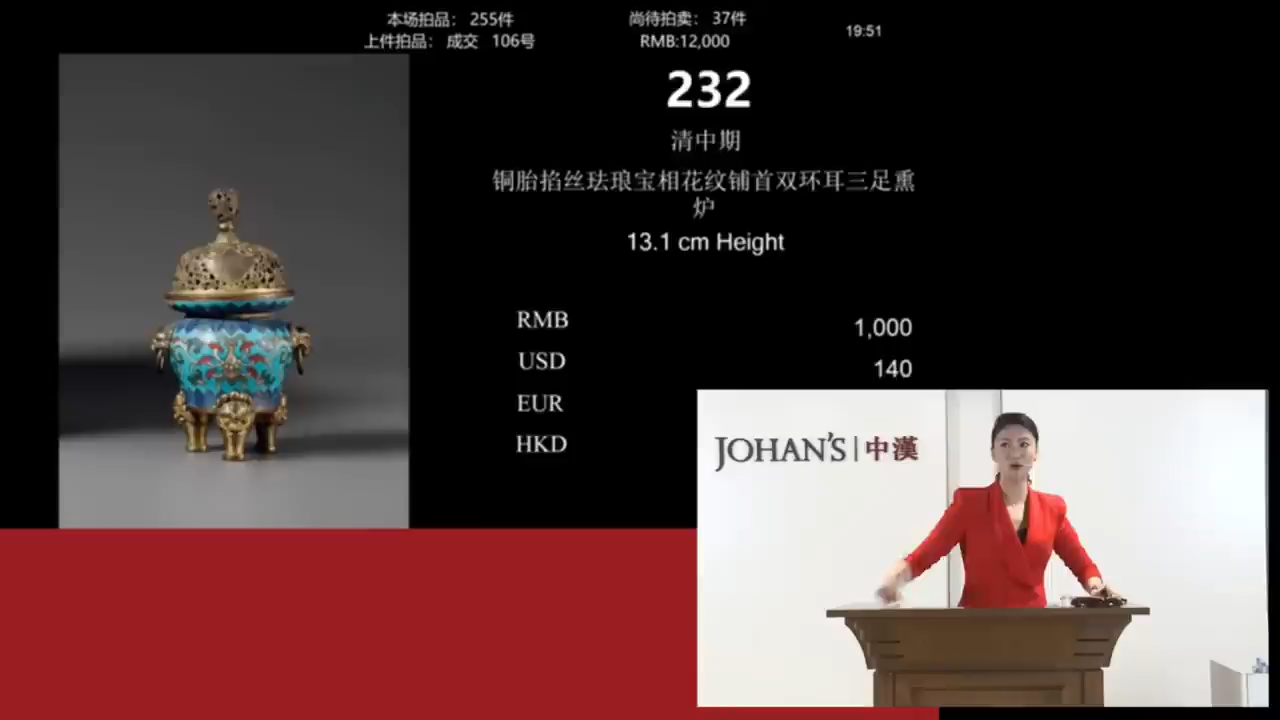 本场拍品： 255件
尚待拍卖： 37件
上件拍品： 成交 106号
RMB:12,000
19:51
232
清中期
铜胎掐丝珐琅宝相花纹铺首双环耳三足熏
炉
13.1 cm Height
RMB 1,000
USD 140
EUR
HKD
JOHAN'S|中漢